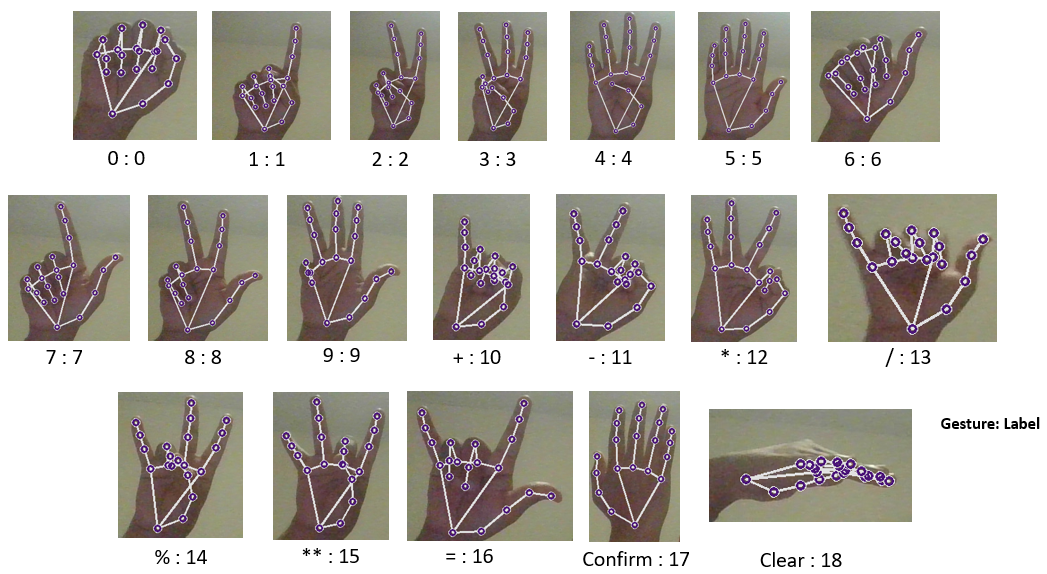 0 : 0
1 : 1
2 : 2
3 : 3
4 : 4
5 : 5
6 : 6
7 : 7
8 : 8
9 : 9
+ : 10
- : 11
* : 12
/ : 13
Gesture: Label
% : 14
** : 15
= : 16
Confirm : 17
Clear : 18